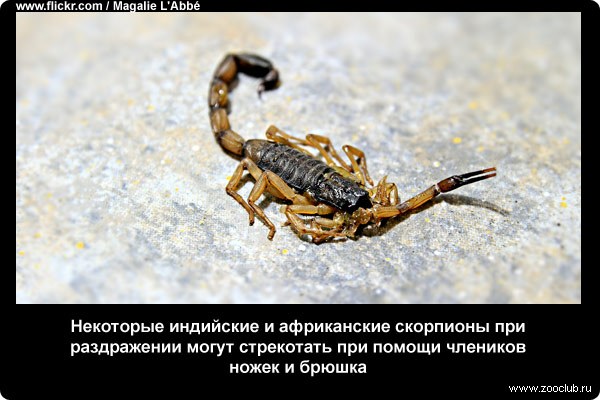 www.flickr.com / Magalie L'Abbé
Некоторые индийские и африканские скорпионы при
раздражении могут стрекотать при помощи члеников
ножек и брюшка
www.zooclub.ru